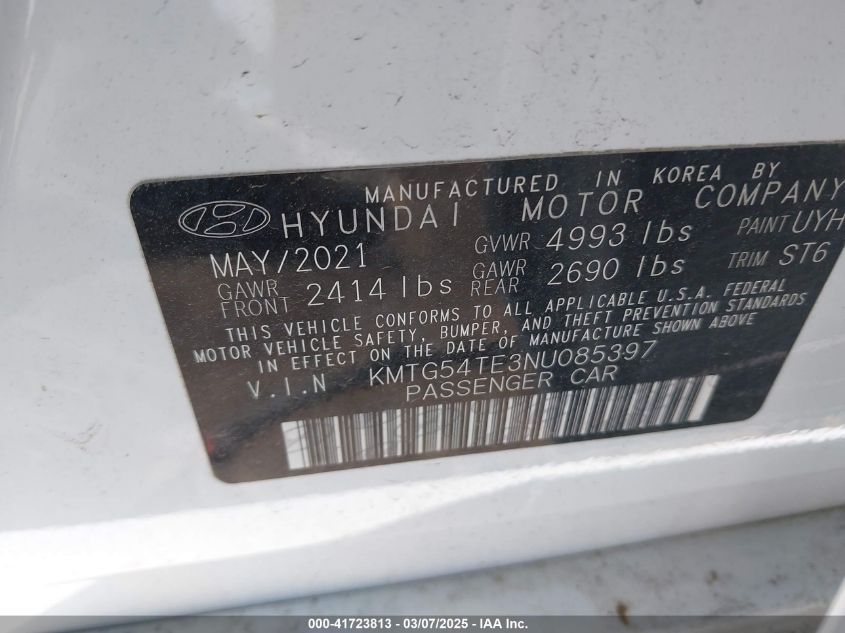 MANUFACTURED IN KOREA BY
HYUNDAI MOTOR COMPANY
MAY/2021 GVWR 4993 lbs PAINT UYH
GAWR FRONT 2414 lbs GAWR REAR 2690 lbs TRIM ST6
THIS VEHICLE CONFORMS TO ALL APPLICABLE U.S.A. FEDERAL
MOTOR VEHICLE SAFETY, BUMPER, AND THEFT PREVENTION STANDARDS
IN EFFECT ON THE DATE OF MANUFACTURE SHOWN ABOVE
V.I.N KMTG54TE3NU085397
PASSENGER CAR
000-41723813 - 03/07/2025 - IAA Inc.